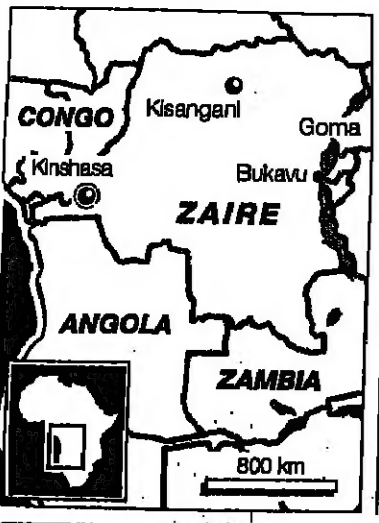 CONGO
Kisangani
Goma
Kinshasa
Bukavu
ZAIRE
ANGOLA
ZAMBIA
800 km